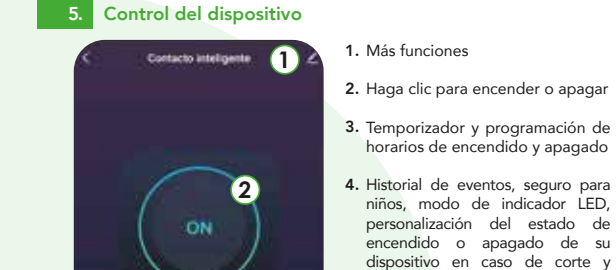 5. Control del dispositivo
Contacto inteligente
1
2
ON
1. Más funciones
2. Haga clic para encender o apagar
3. Temporizador y programación de
horarios de encendido y apagado
4. Historial de eventos, seguro para
niños, modo de indicador LED,
personalización del estado de
encendido o apagado de su
dispositivo en caso de corte y